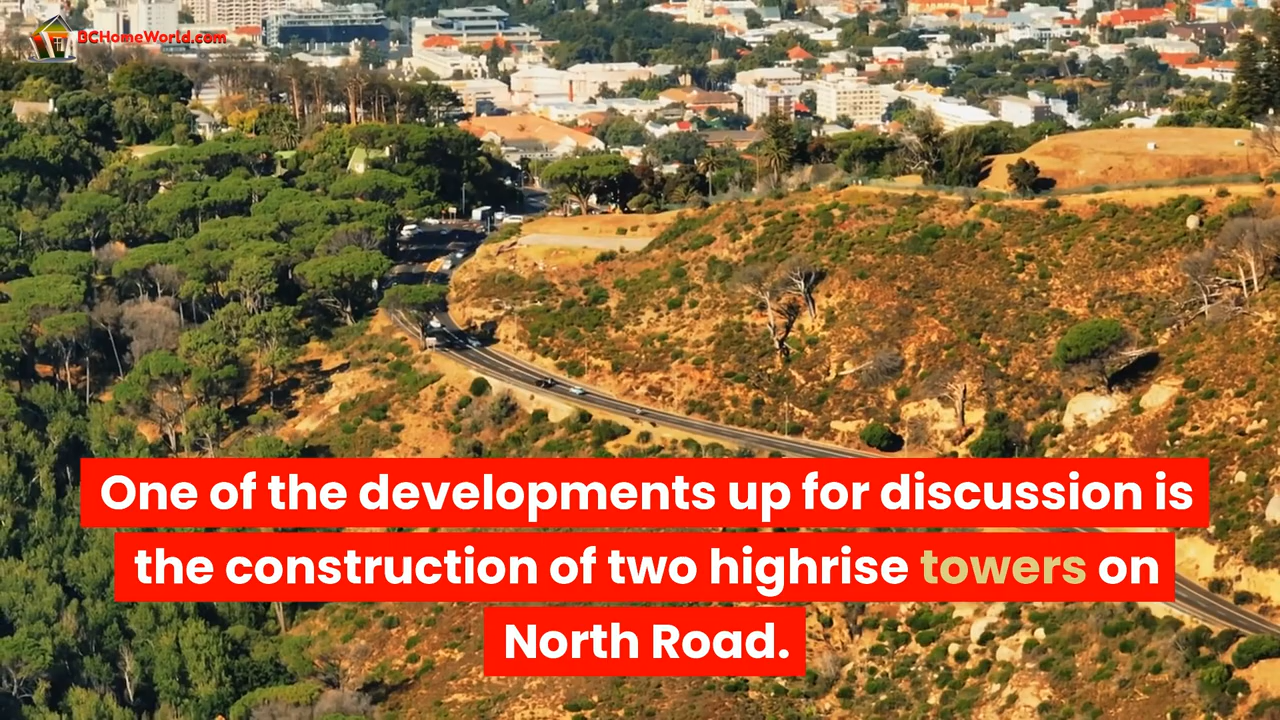 BCHomeWorld.com
One of the developments up for discussion is
the construction of two highrise towers on
North Road.